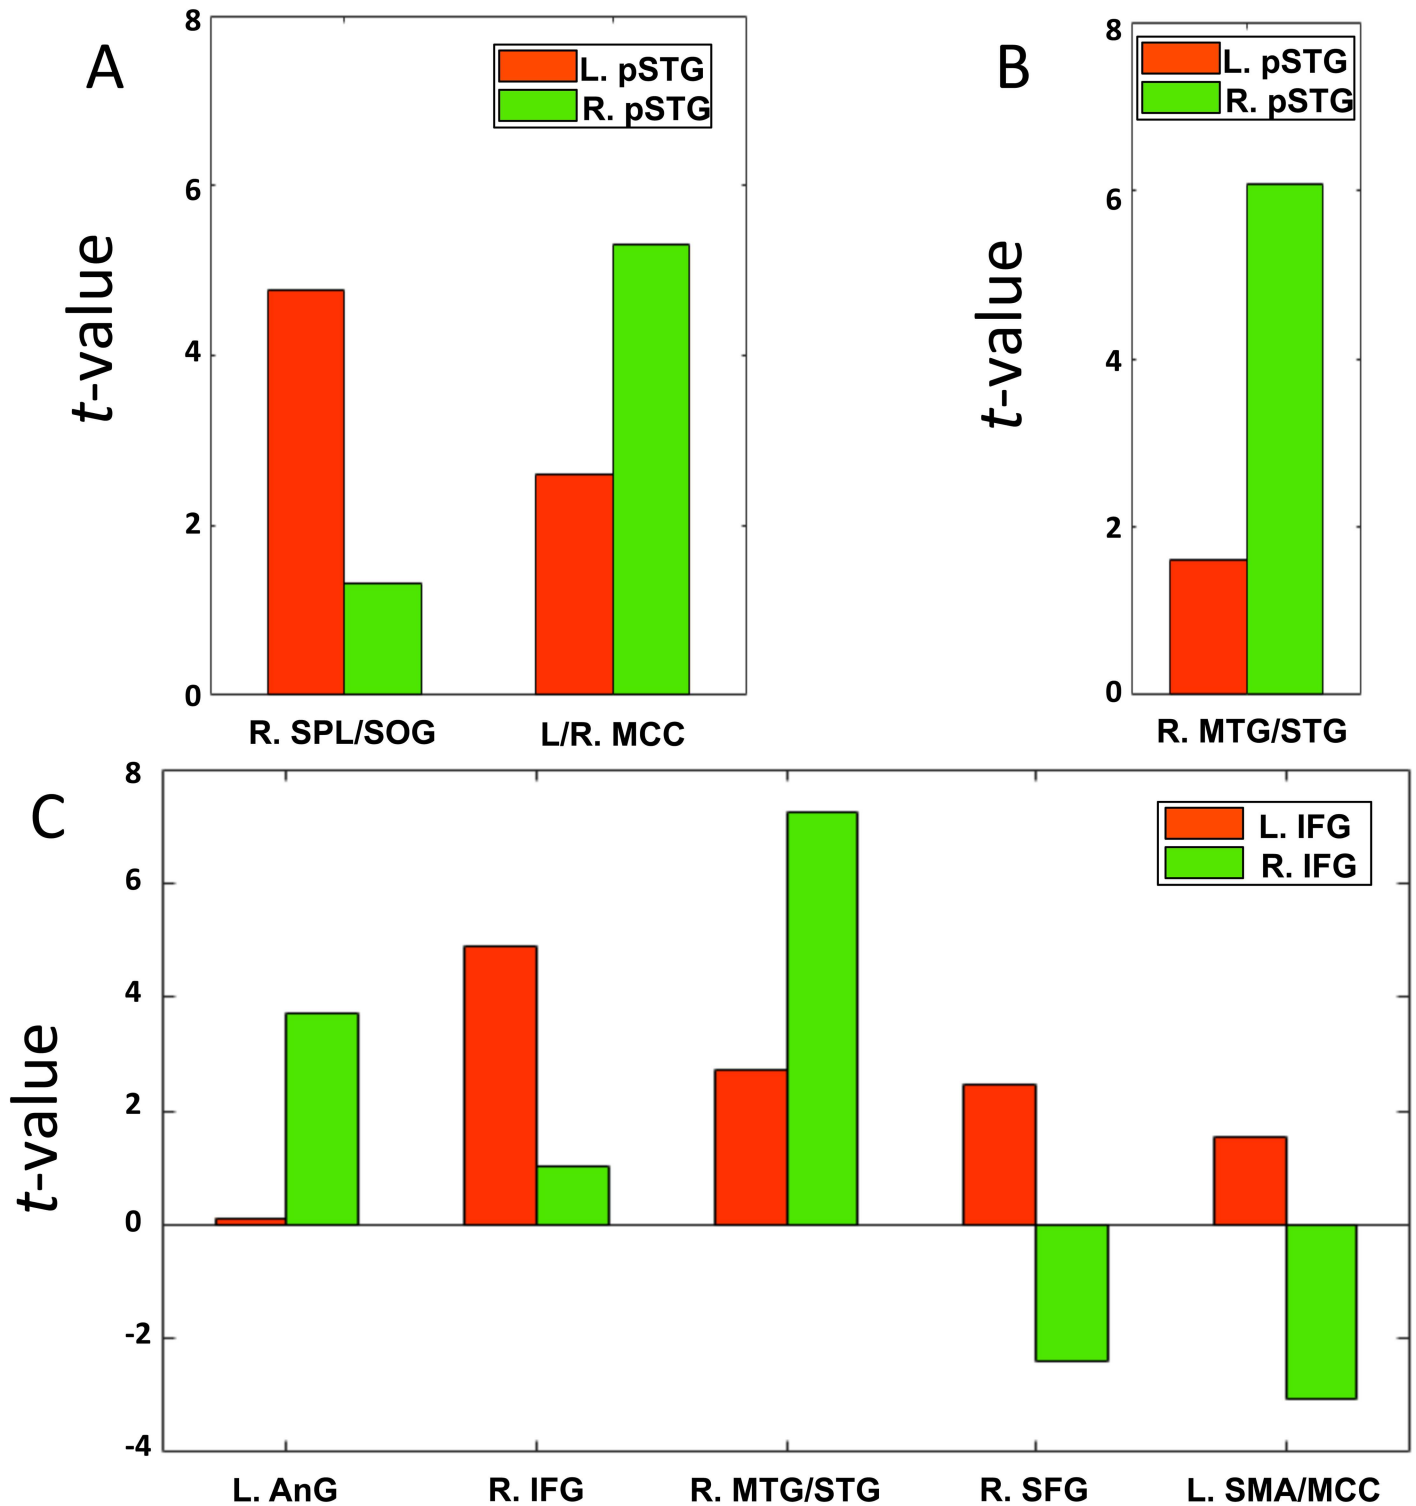 A
8
6
4
2
0
t-value
L. pSTG
R. pSTG
R. SPL/SOG
L/R. MCC
B
8
6
4
2
0
t-value
L. pSTG
R. pSTG
R. MTG/STG
C
8
6
4
2
0
-2
-4
t-value
L. IFG
R. IFG
L. AnG
R. IFG
R. MTG/STG
R. SFG
L. SMA/MCC